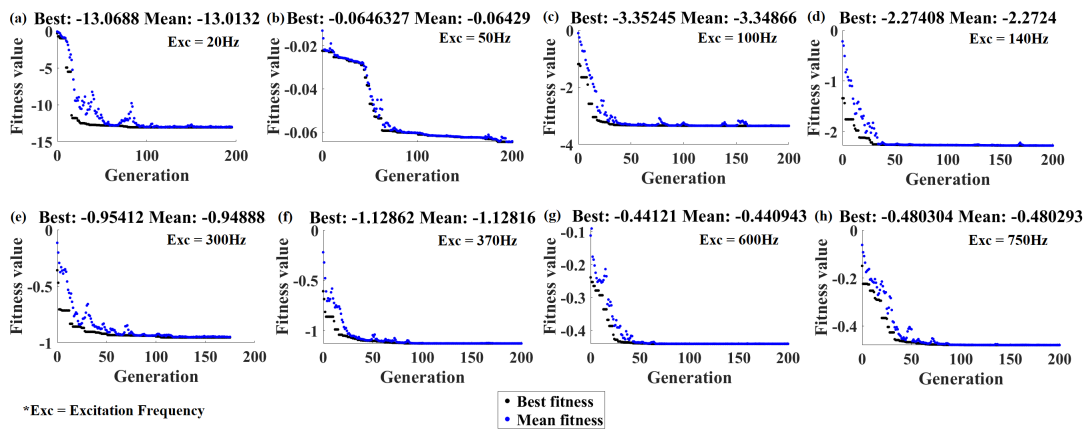 (a) Best: -13.0688 Mean: -13.0132
Exc = 20Hz
Fitness value
0
-5
-10
-15
0
100
200
Generation
(b) Best: -0.0646327 Mean: -0.06429
Exc = 50Hz
Fitness value
-0.02
-0.04
-0.06
0
50
100
150
200
Generation
(c) Best: -3.35245 Mean: -3.34866
Exc = 100Hz
Fitness value
0
-2
-4
0
50
100
150
200
Generation
(d) Best: -2.27408 Mean: -2.2724
Exc = 140Hz
Fitness value
0
-1
-2
0
50
100
150
200
Generation
(e) Best: -0.95412 Mean: -0.94888
Exc = 300Hz
Fitness value
0
-0.5
-1
0
50
100
150
200
Generation
(f) Best: -1.12862 Mean: -1.12816
Exc = 370Hz
Fitness value
0
-0.5
-1
0
50
100
150
200
Generation
(g) Best: -0.44121 Mean: -0.440943
Exc = 600Hz
Fitness value
-0.1
-0.2
-0.3
-0.4
0
50
100
150
200
Generation
(h) Best: -0.480304 Mean: -0.480293
Exc = 750Hz
Fitness value
0
-0.2
-0.4
0
50
100
150
200
Generation
*Exc = Excitation Frequency
Best fitness
Mean fitness